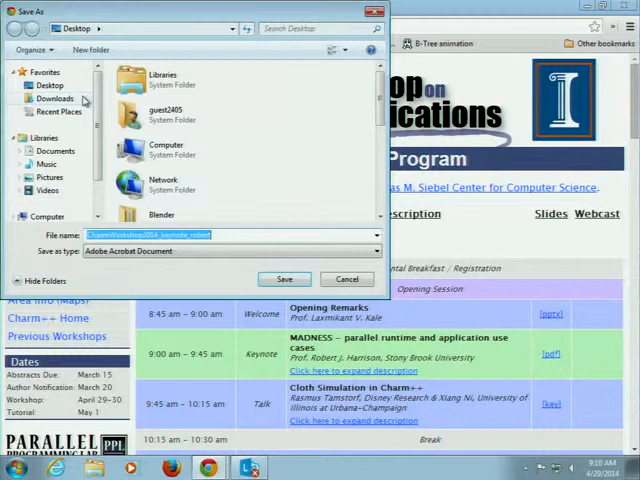 Save As
Desktop
Search Desktop
Organize
New folder
Favorites
Desktop
Downloads
Recent Places
Libraries
Documents
Music
Pictures
Videos
Computer
Libraries
System Folder
guest2405
System Folder
Computer
System Folder
Network
System Folder
Blender
File name:
CharmWorkshop2014_keynote_robert
Save as type:
Adobe Acrobat Document
Hide Folders
Save
Cancel
B-Tree animation
Other bookmarks
op on
ications
Program
as M. Siebel Center for Computer Science.
escription
Slides
Webcast
ntal Breakfast / Registration
Opening Session
8:45 am - 9:00 am
Welcome
Opening Remarks
Prof. Laxmikant V. Kale
[pptx]
9:00 am - 9:45 am
Keynote
MADNESS – parallel runtime and application use
cases
Prof. Robert J. Harrison, Stony Brook University
Click here to expand description
[pdf]
9:45 am - 10:15 am
Talk
Cloth Simulation in Charm++
Rasmus Tamstorf, Disney Research & Xiang Ni, University of
Illinois at Urbana-Champaign
Click here to expand description
[key]
10:15 am - 10:30 am
Break
Area Info (Maps)
Charm++ Home
Previous Workshops
Dates
Abstracts Due: March 15
Author Notification: March 20
Workshop: April 29-30
Tutorial: May 1
PARALLEL
PPL
9:10 AM
4/29/2014